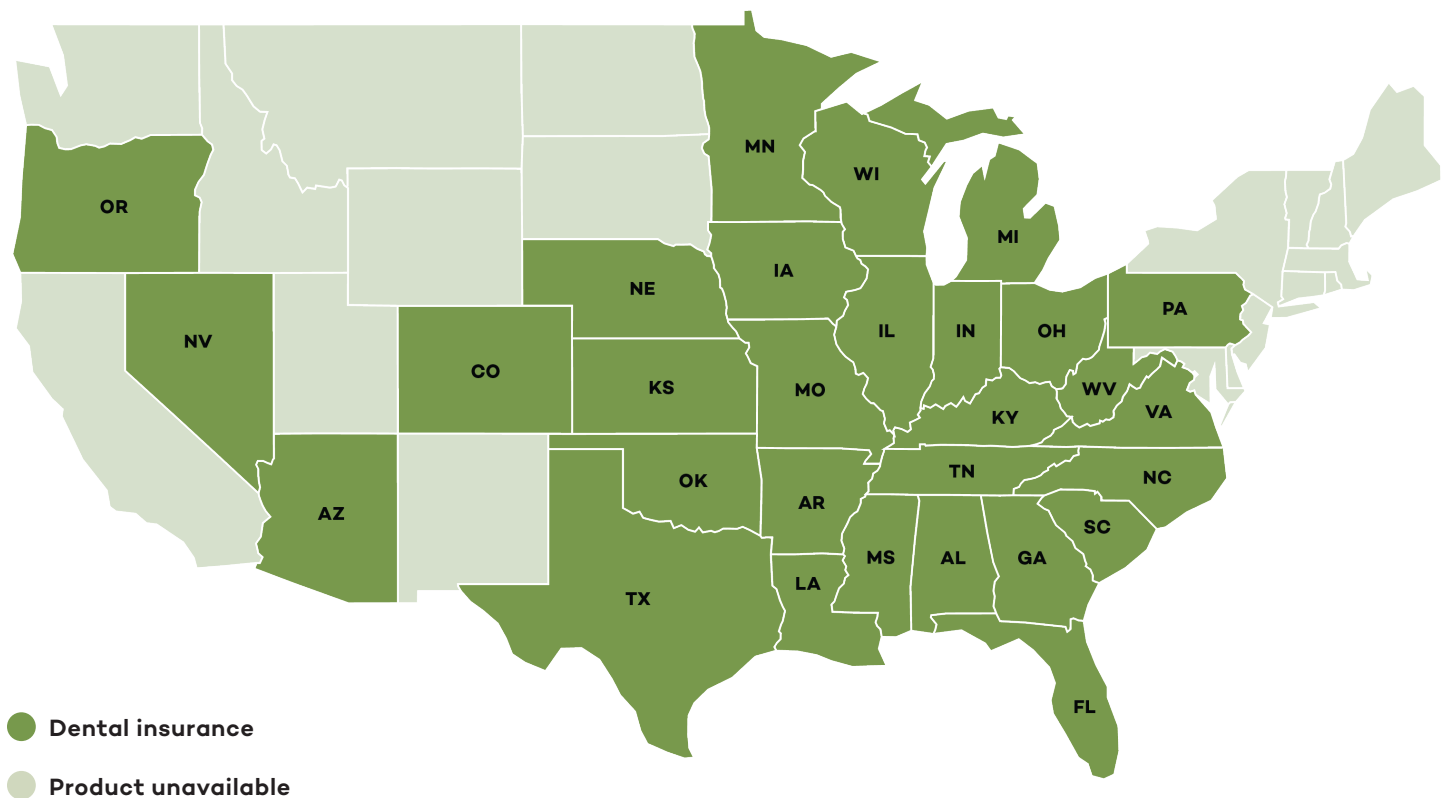 MN
WI
OR
MI
IA
NE
PA
IL
IN
OH
NV
CO
KS
MO
WV
KY
VA
TN
NC
OK
AR
AZ
SC
MS
AL
GA
LA
TX
FL
Dental insurance
Product unavailable